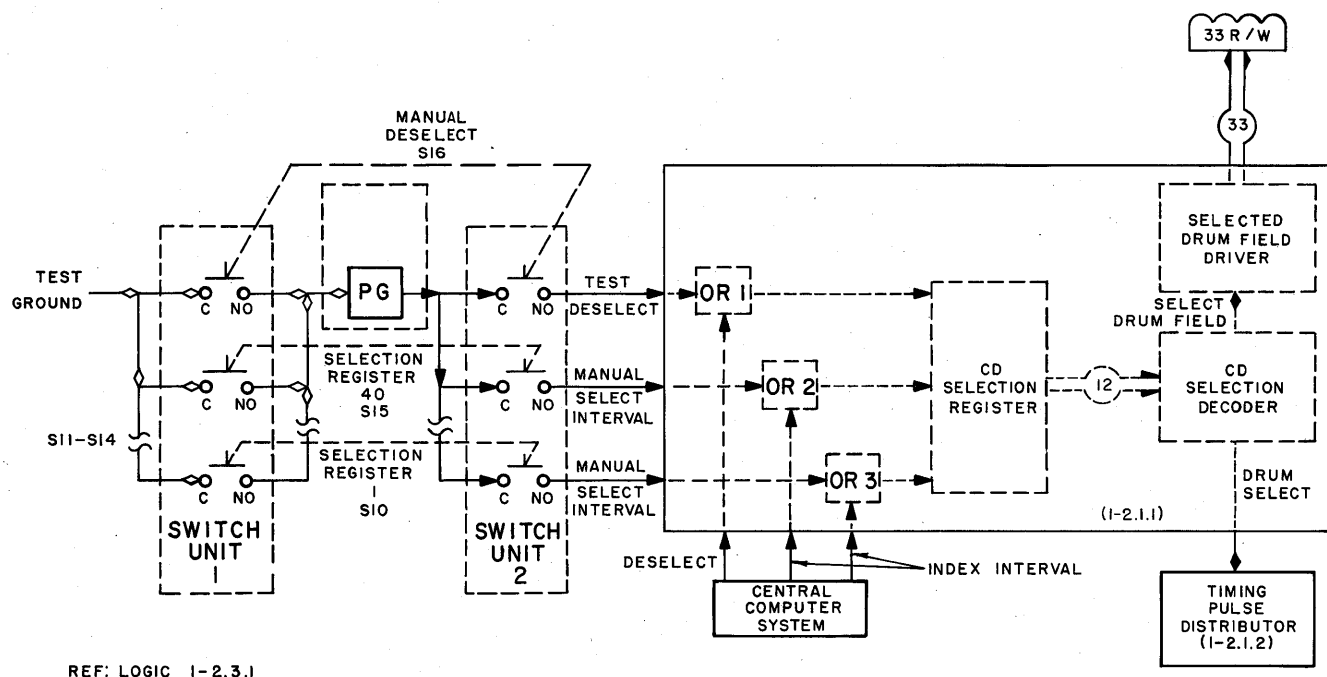 33 R/W
33
MANUAL
DESELECT
S16
SELECTED
DRUM FIELD
DRIVER
TEST
GROUND
C NO
PG
C NO
TEST
DESELECT
OR 1
SELECT
DRUM FIELD
C NO
SELECTION
REGISTER
40
S15
C NO
MANUAL
SELECT
INTERVAL
OR 2
CD
SELECTION
REGISTER
12
CD
SELECTION
DECODER
S11-S14
C NO
SELECTION
REGISTER
1
S10
C NO
MANUAL
SELECT
INTERVAL
OR 3
DRUM
SELECT
(1-2.1.1)
SWITCH
UNIT
1
SWITCH
UNIT
2
DESELECT
INDEX INTERVAL
CENTRAL
COMPUTER
SYSTEM
TIMING
PULSE
DISTRIBUTOR
(1-2.1.2)
REF: LOGIC 1-2.3.1